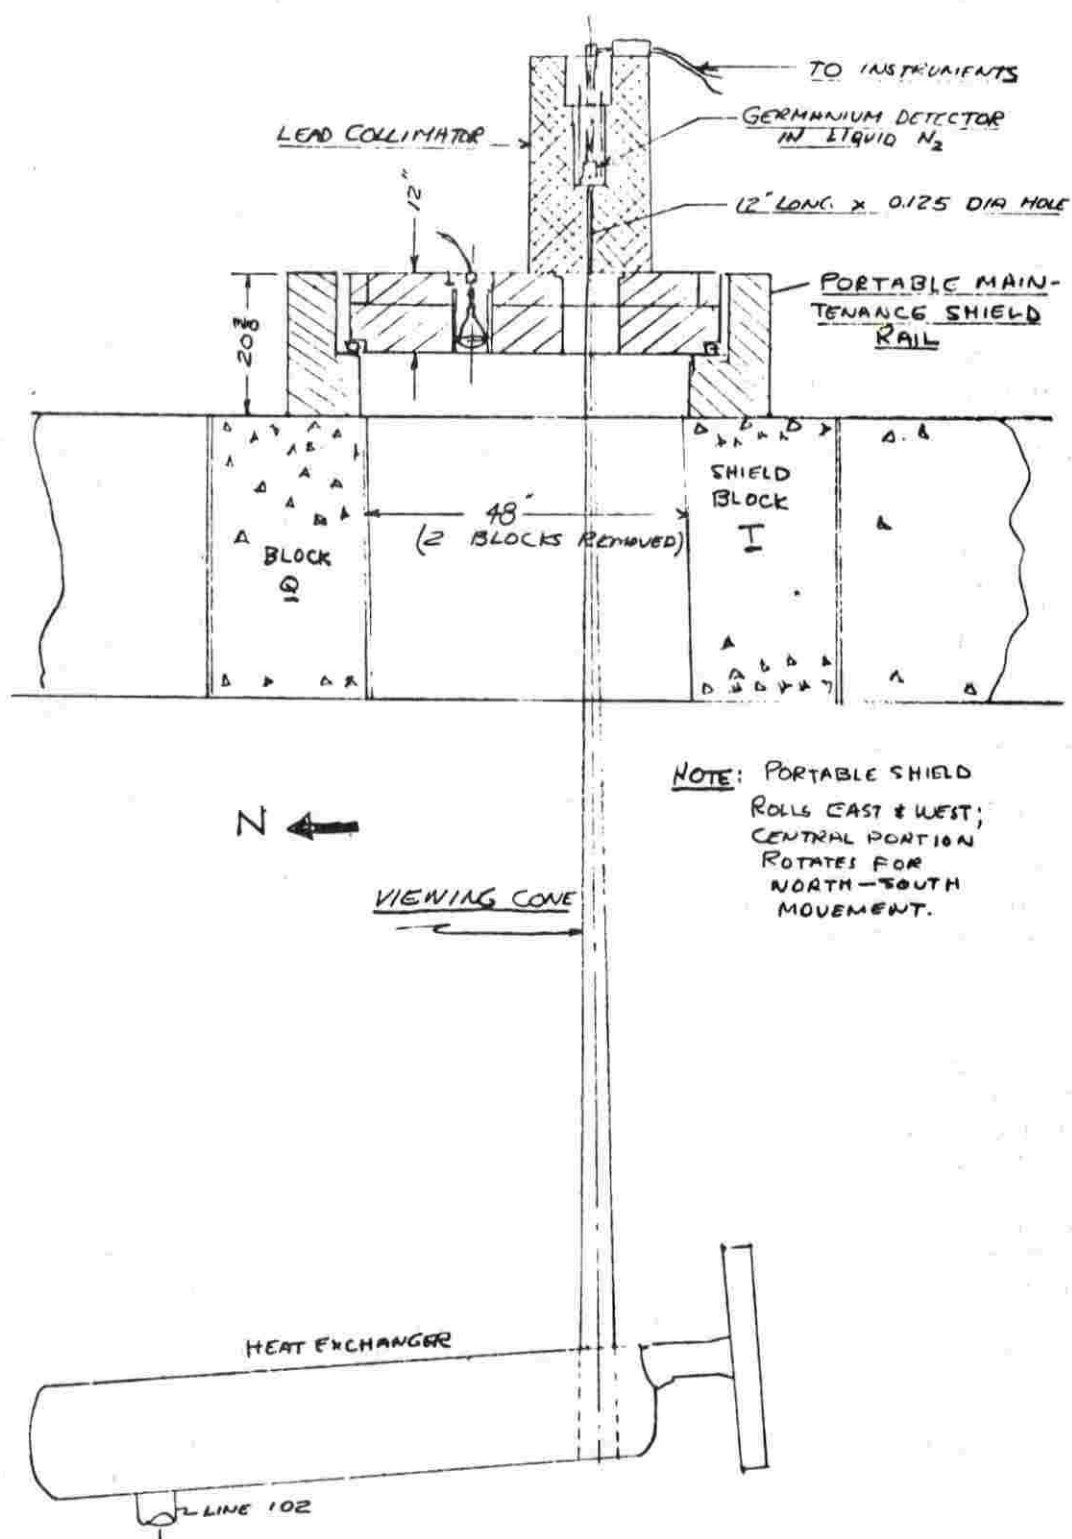 TO INSTRUMENTS
GERMANIUM DETECTOR
IN LIQUID N2
LEAD COLLIMATOR
12"
12" LONG. x 0.125 DIA HOLE
PORTABLE MAIN-
TENANCE SHIELD
RAIL
SHIELD
BLOCK
I
48"
(2 BLOCKS REMOVED)
BLOCK
Q
NOTE: PORTABLE SHIELD
ROLLS EAST & WEST;
CENTRAL PORTION
ROTATES FOR
NORTH-SOUTH
MOVEMENT.
N
VIEWING CONE
HEAT EXCHANGER
LINE 102